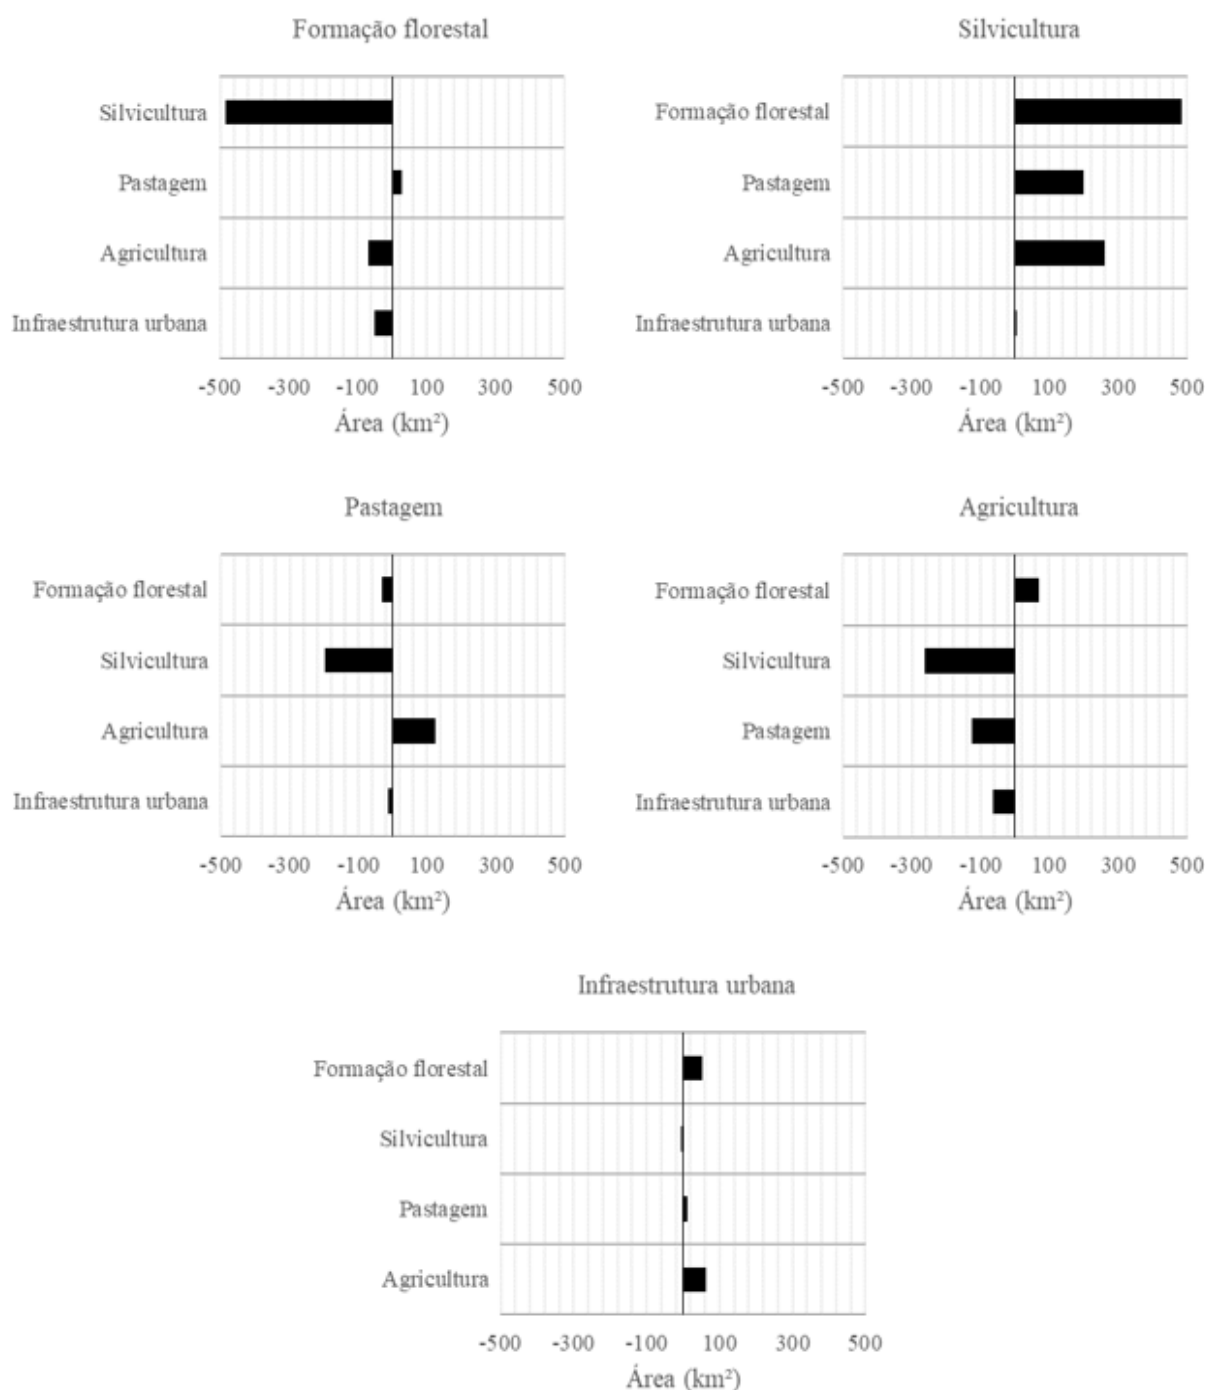 Formação florestal
Silvicultura
Pastagem
Agricultura
Infraestrutura urbana
-500 -300 -100 100 300 500
Área (km²)
Silvicultura
Formação florestal
Pastagem
Agricultura
Infraestrutura urbana
-500 -300 -100 100 300 500
Área (km²)
Pastagem
Formação florestal
Silvicultura
Agricultura
Infraestrutura urbana
-500 -300 -100 100 300 500
Área (km²)
Agricultura
Formação florestal
Silvicultura
Pastagem
Infraestrutura urbana
-500 -300 -100 100 300 500
Área (km²)
Infraestrutura urbana
Formação florestal
Silvicultura
Pastagem
Agricultura
-500 -300 -100 100 300 500
Área (km²)